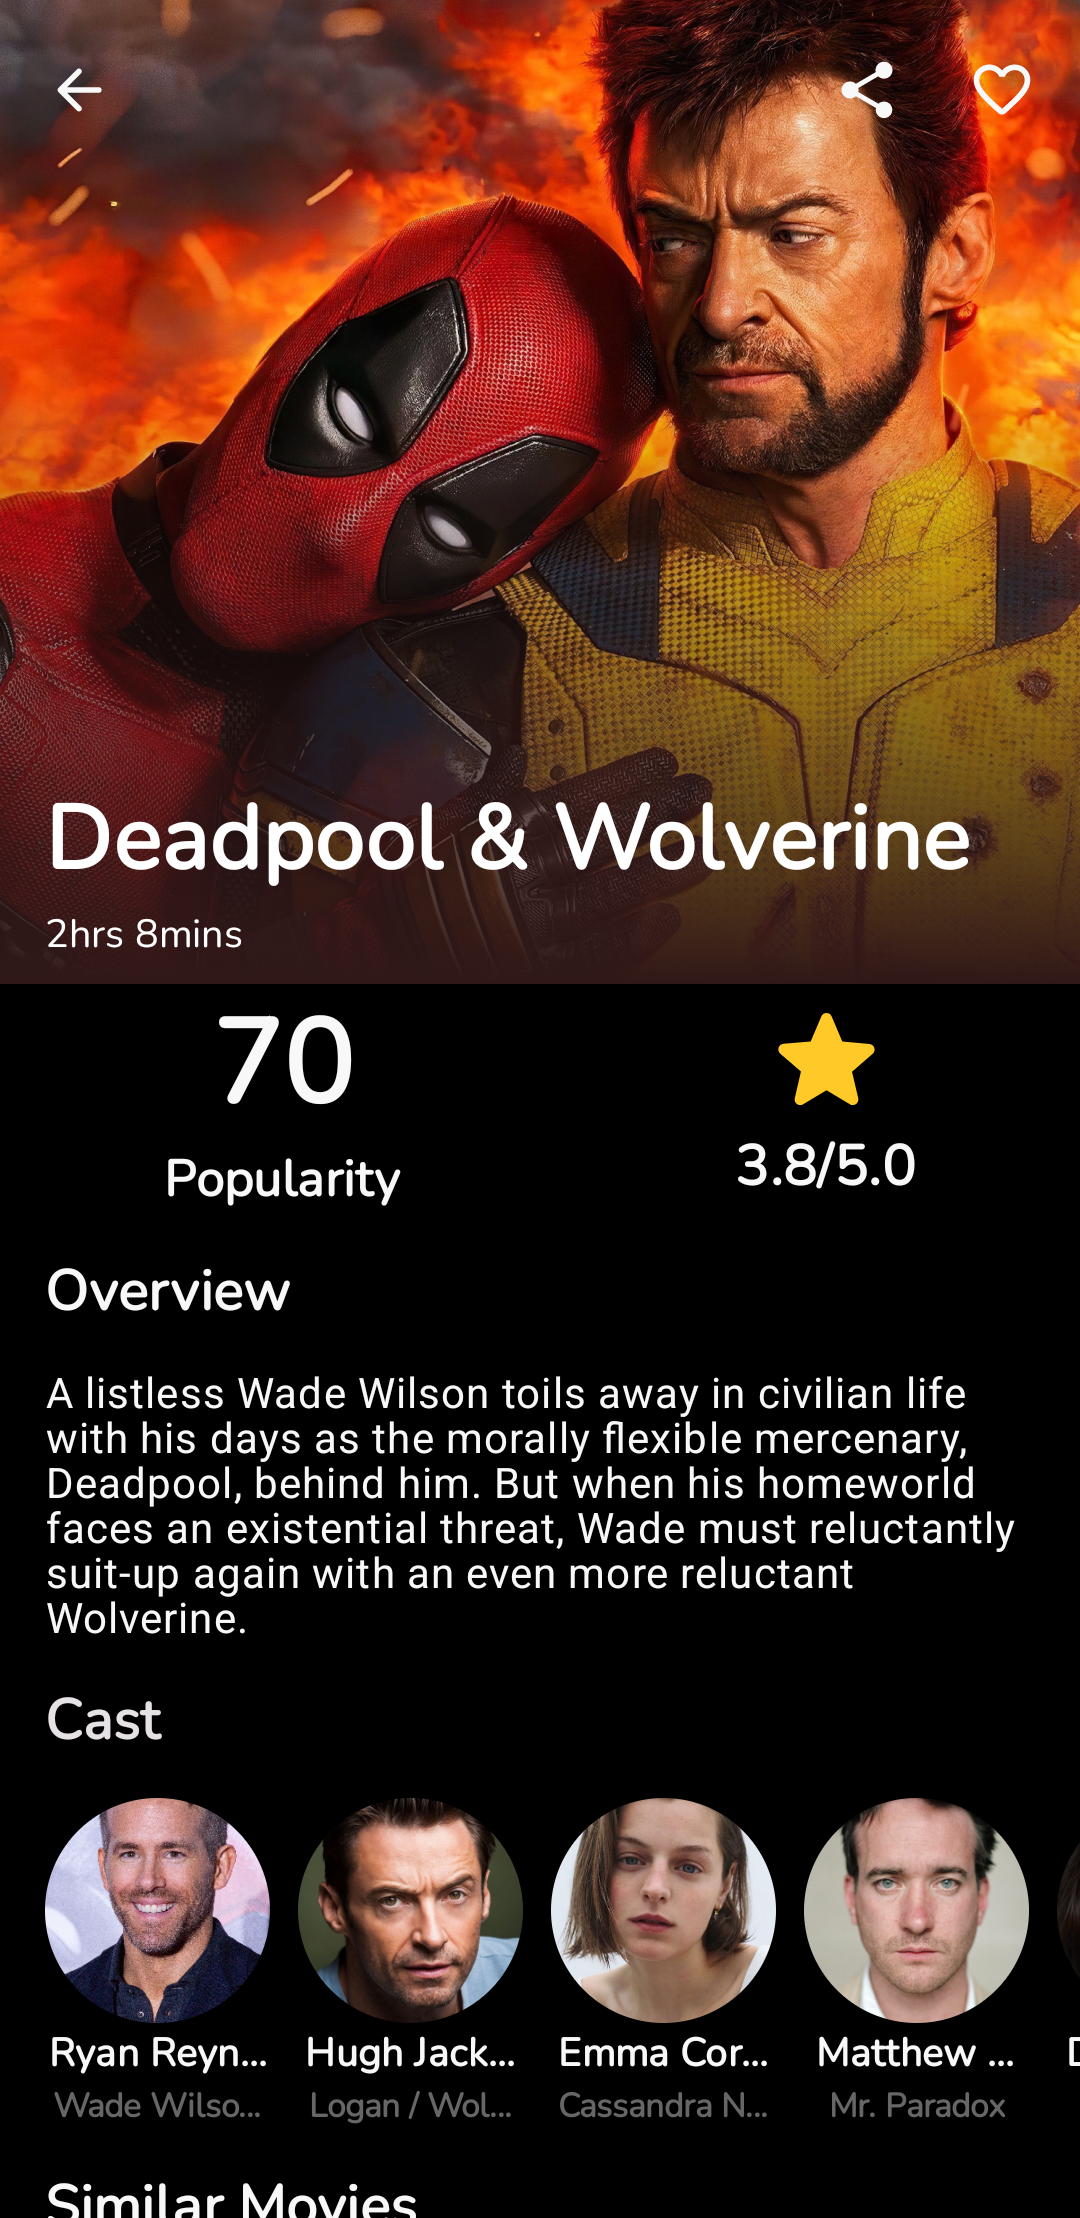 Deadpool & Wolverine
2hrs 8mins
70
Popularity
3.8/5.0
Overview
A listless Wade Wilson toils away in civilian life
with his days as the morally flexible mercenary,
Deadpool, behind him. But when his homeworld
faces an existential threat, Wade must reluctantly
suit-up again with an even more reluctant
Wolverine.
Cast
Ryan Reyn... Hugh Jack... Emma Cor... Matthew ...
Wade Wilso... Logan / Wol... Cassandra N... Mr. Paradox
Similar Movies